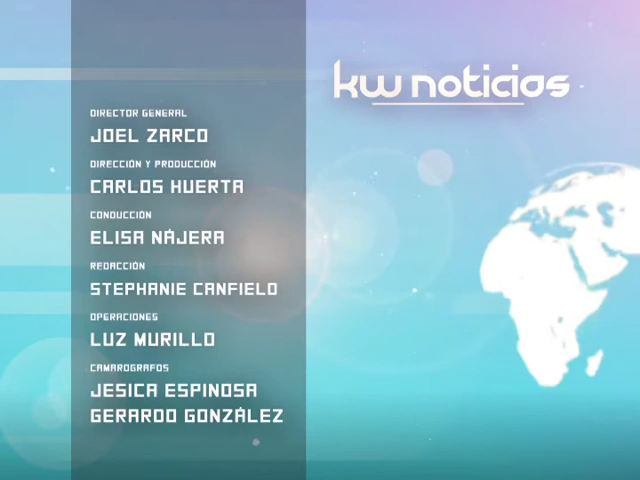 kw noticias
DIRECTOR GENERAL
JOEL ZARCO
DIRECCIÓN Y PRODUCCIÓN
CARLOS HUERTA
CONDUCCIÓN
ELISA NÁJERA
REDACCIÓN
STEPHANIE CANFIELD
OPERACIONES
LUZ MURILLO
CAMAROGRAFOS
JESICA ESPINOSA
GERARDO GONZÁLEZ